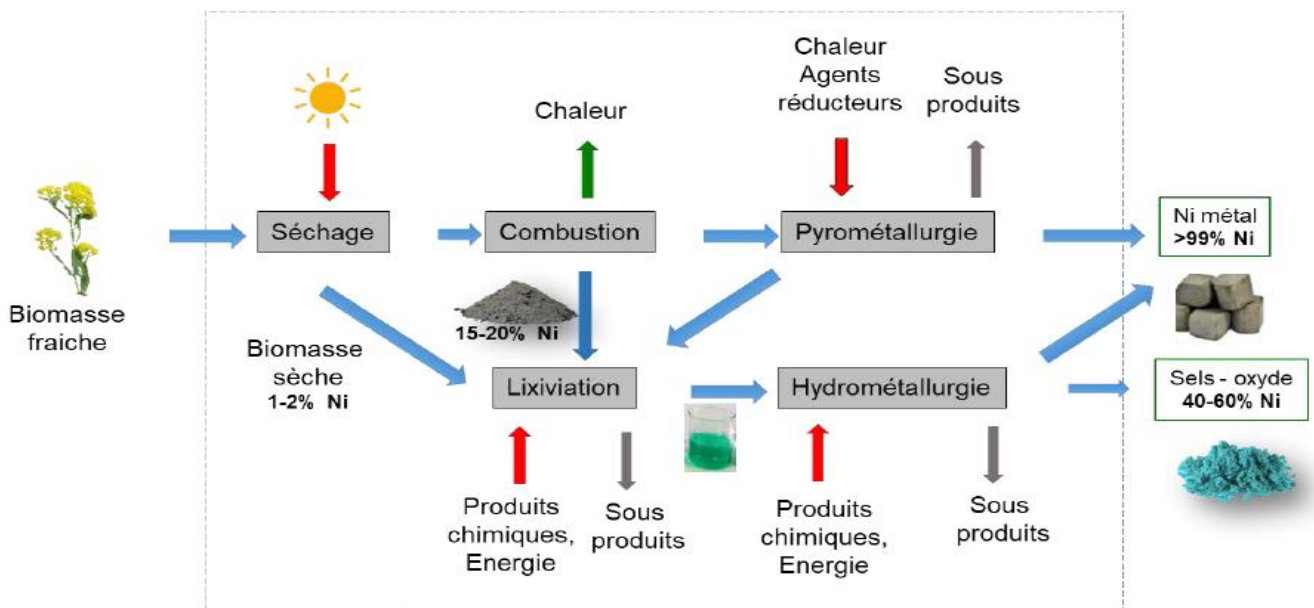 Chaleur
Agents
réducteurs
Sous
produits
Chaleur
Séchage
Combustion
Pyrométallurgie
Ni métal
>99% Ni
Biomasse
fraiche
15-20% Ni
Biomasse
sèche
1-2% Ni
Lixiviation
Hydrométallurgie
Sels - oxyde
40-60% Ni
Produits
chimiques,
Energie
Sous
produits
Produits
chimiques,
Energie
Sous
produits